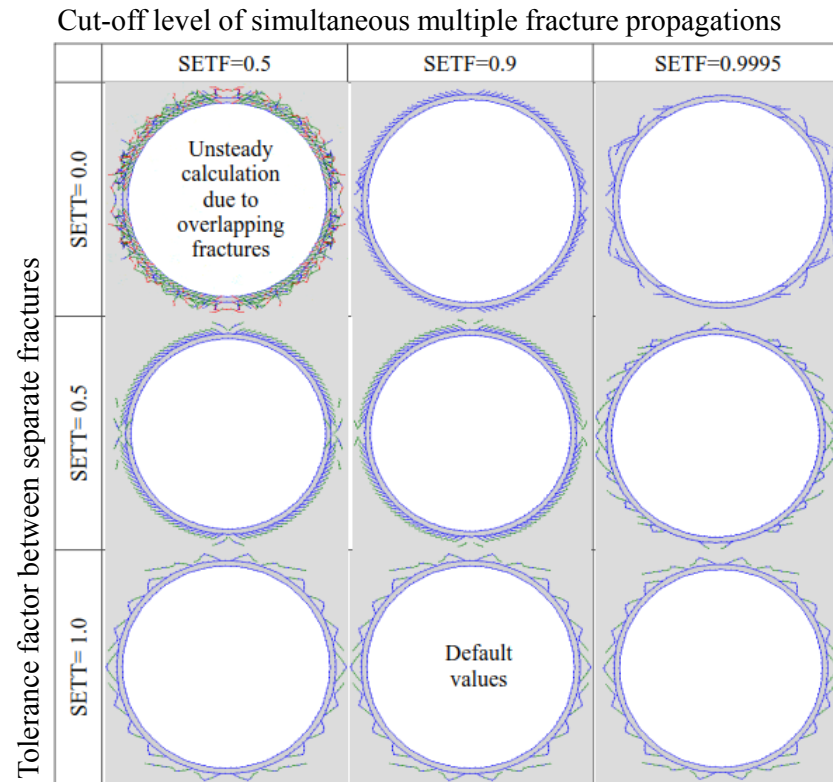 Cut-off level of simultaneous multiple fracture propagations
SETF=0.5
SETF=0.9
SETF=0.9995
Tolerance factor between separate fractures
SETT= 0.0
Unsteady
calculation
due to
overlapping
fractures
SETT= 0.5
SETT= 1.0
Default
values